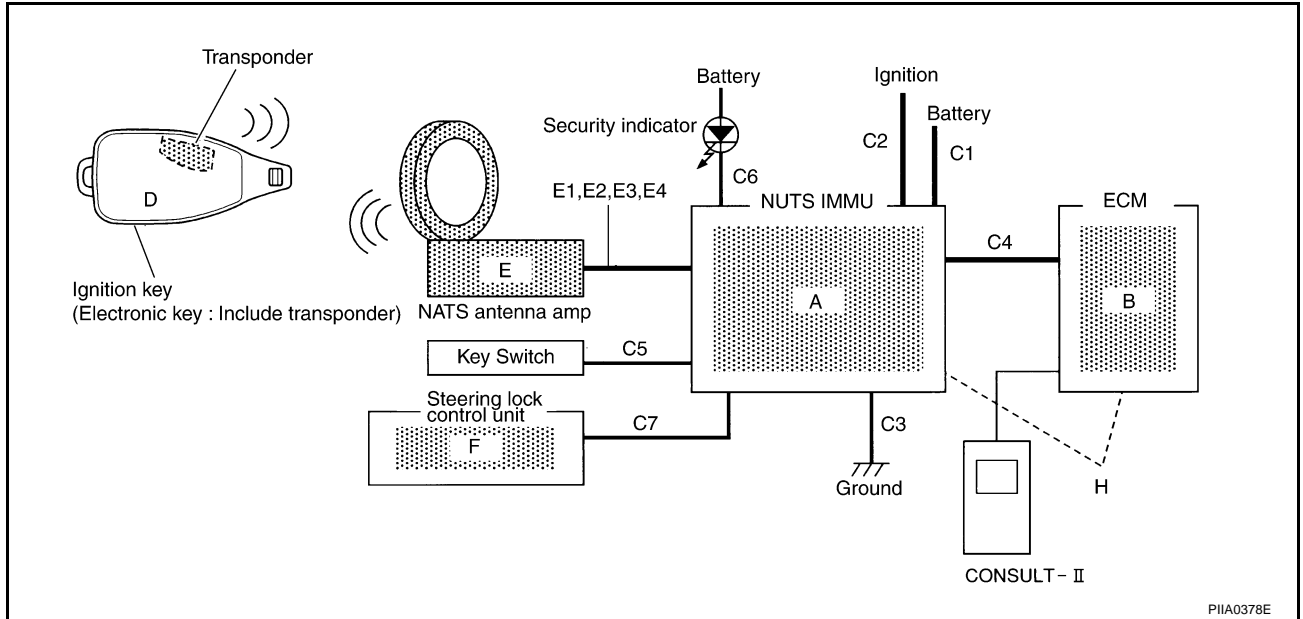 Transponder
D
Ignition key
(Electronic key : Include transponder)
Battery
Security indicator
C6
Ignition
C2
Battery
C1
E1,E2,E3,E4
E
NATS antenna amp
NUTS IMMU
A
C4
ECM
B
Key Switch
C5
Steering lock
control unit
F
C7
C3
Ground
H
CONSULT-II
PIIA0378E